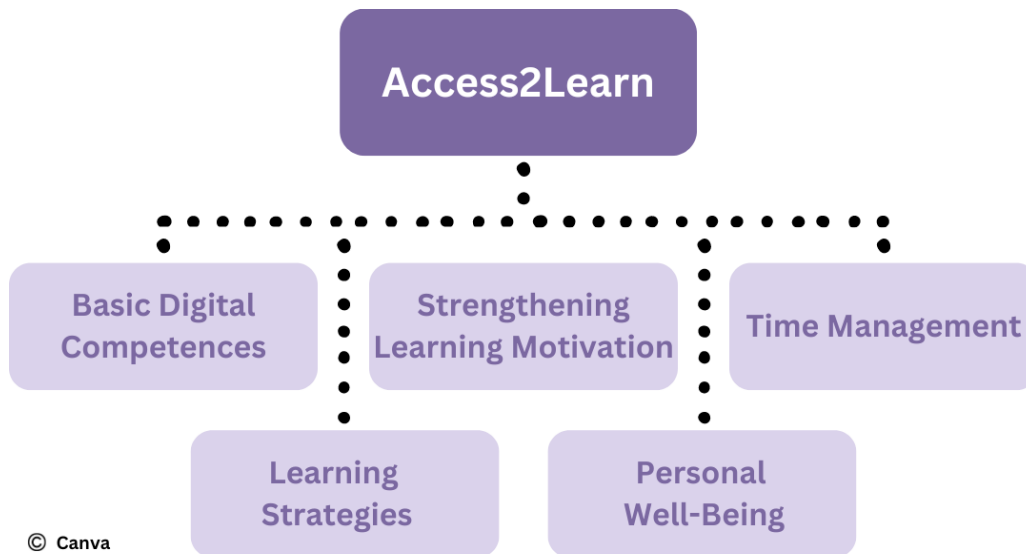 Access2Learn
Basic Digital
Competences
Strengthening
Learning Motivation
Time Management
Learning
Strategies
Personal
Well-Being
© Canva